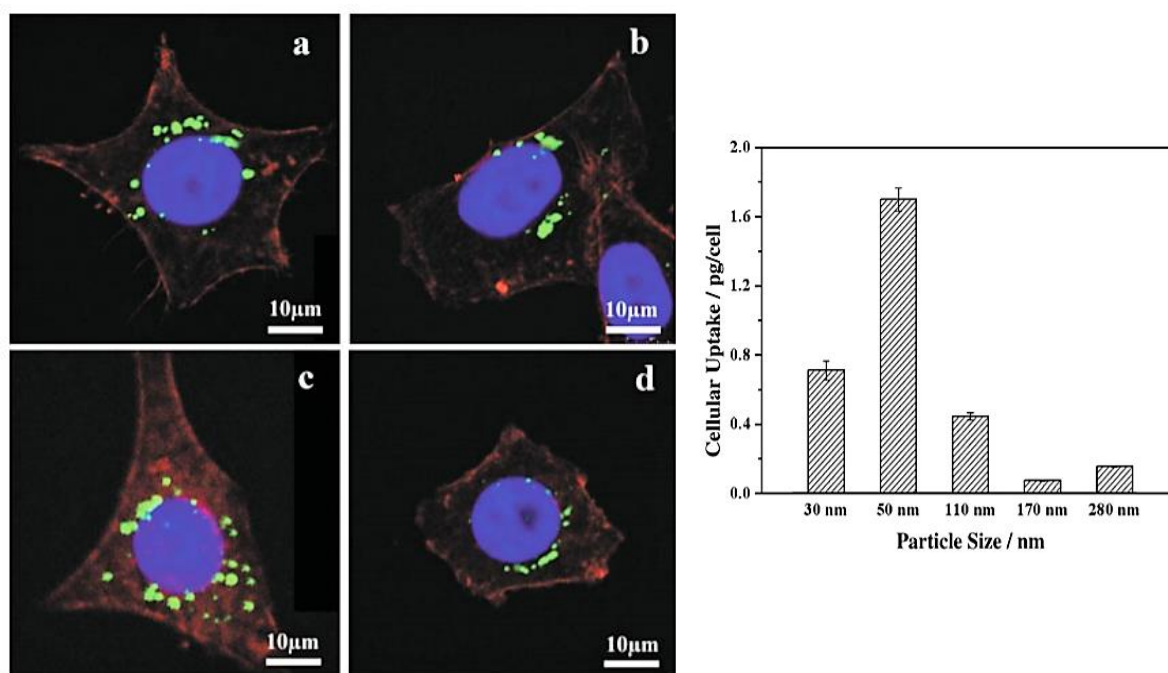 a
b
10µm
10µm
c
d
10µm
10µm
Cellular Uptake / pg/cell
2.0
1.6
1.2
0.8
0.4
0.0
30 nm 50 nm 110 nm 170 nm 280 nm
Particle Size / nm